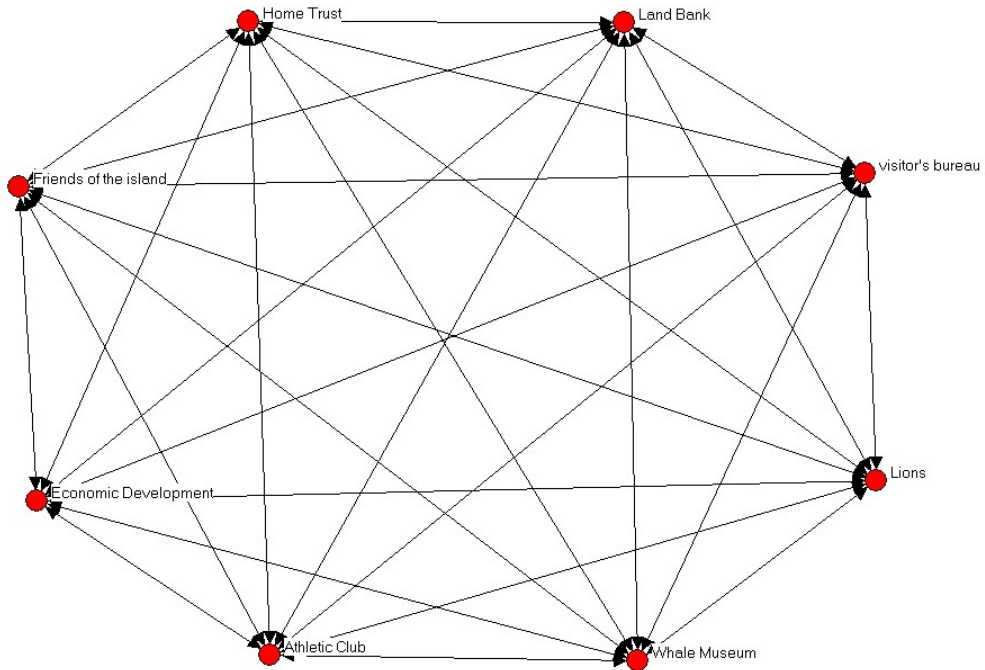 Home Trust
Land Bank
visitor's bureau
Friends of the island
Lions
Economic Development
Athletic Club
Whale Museum